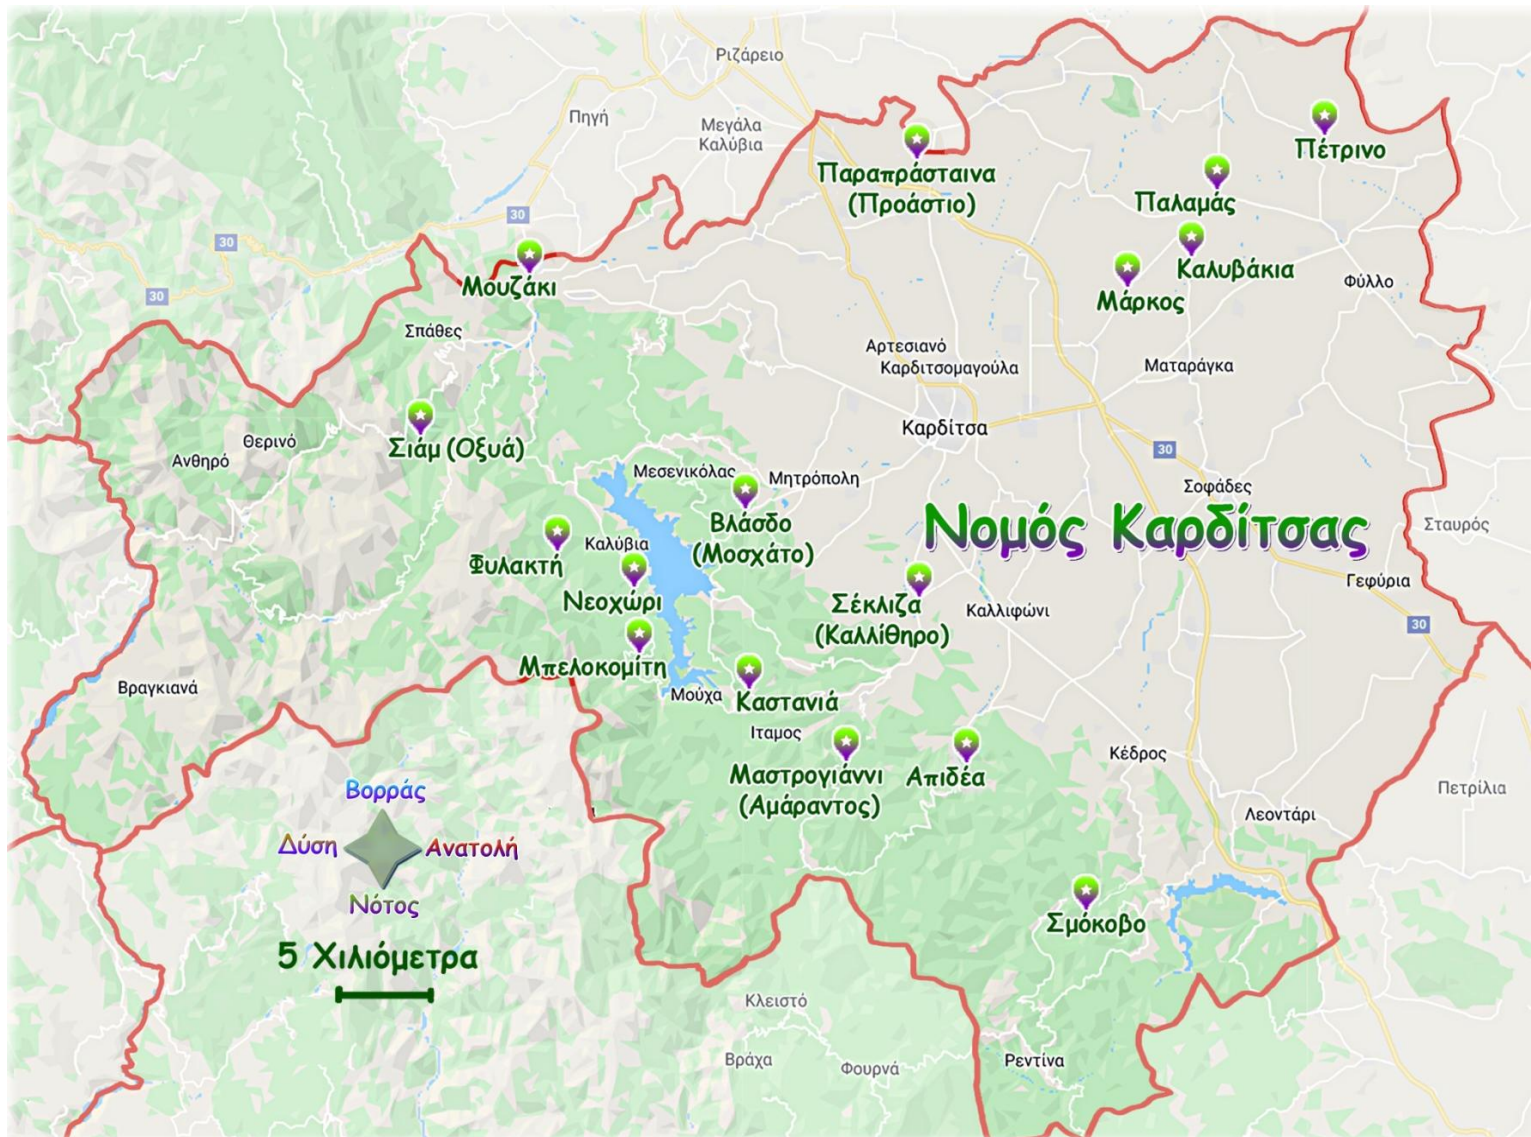 Ριζάρειο
Πηγή
Μεγάλα
Καλύβια
Πέτρινο
Παραπράσταινα
(Προάστιο)
Παλαμάς
30
30
30
Μουζάκι
Καλυβάκια
Μάρκος
Φύλλο
Σπάθες
Αρτεσιανό
Καρδιτσομαγούλα
Ματαράγκα
Σιάμ (Οξυά)
Θερινό
Ανθηρό
Καρδίτσα
30
Μεσενικόλας
Μητρόπολη
Σοφάδες
Βλάσδο
(Μοσχάτο)
Νομός Καρδίτσας
Σταυρός
Φυλακτή
Καλύβια
Νεοχώρι
Σέκλιζα
(Καλλίθηρο)
Καλλιφώνι
Γεφύρια
30
Μπελοκομίτη
Βραγκιανά
Μούχα
Καστανιά
Ιταμος
Μαστρογιάννι
(Αμάραντος)
Απιδέα
Κέδρος
Πετρίλια
Λεοντάρι
Βορράς
Δύση
Ανατολή
Νότος
Σμόκοβο
5 Χιλιόμετρα
Κλειστό
Βράχα
Φουρνά
Ρεντίνα